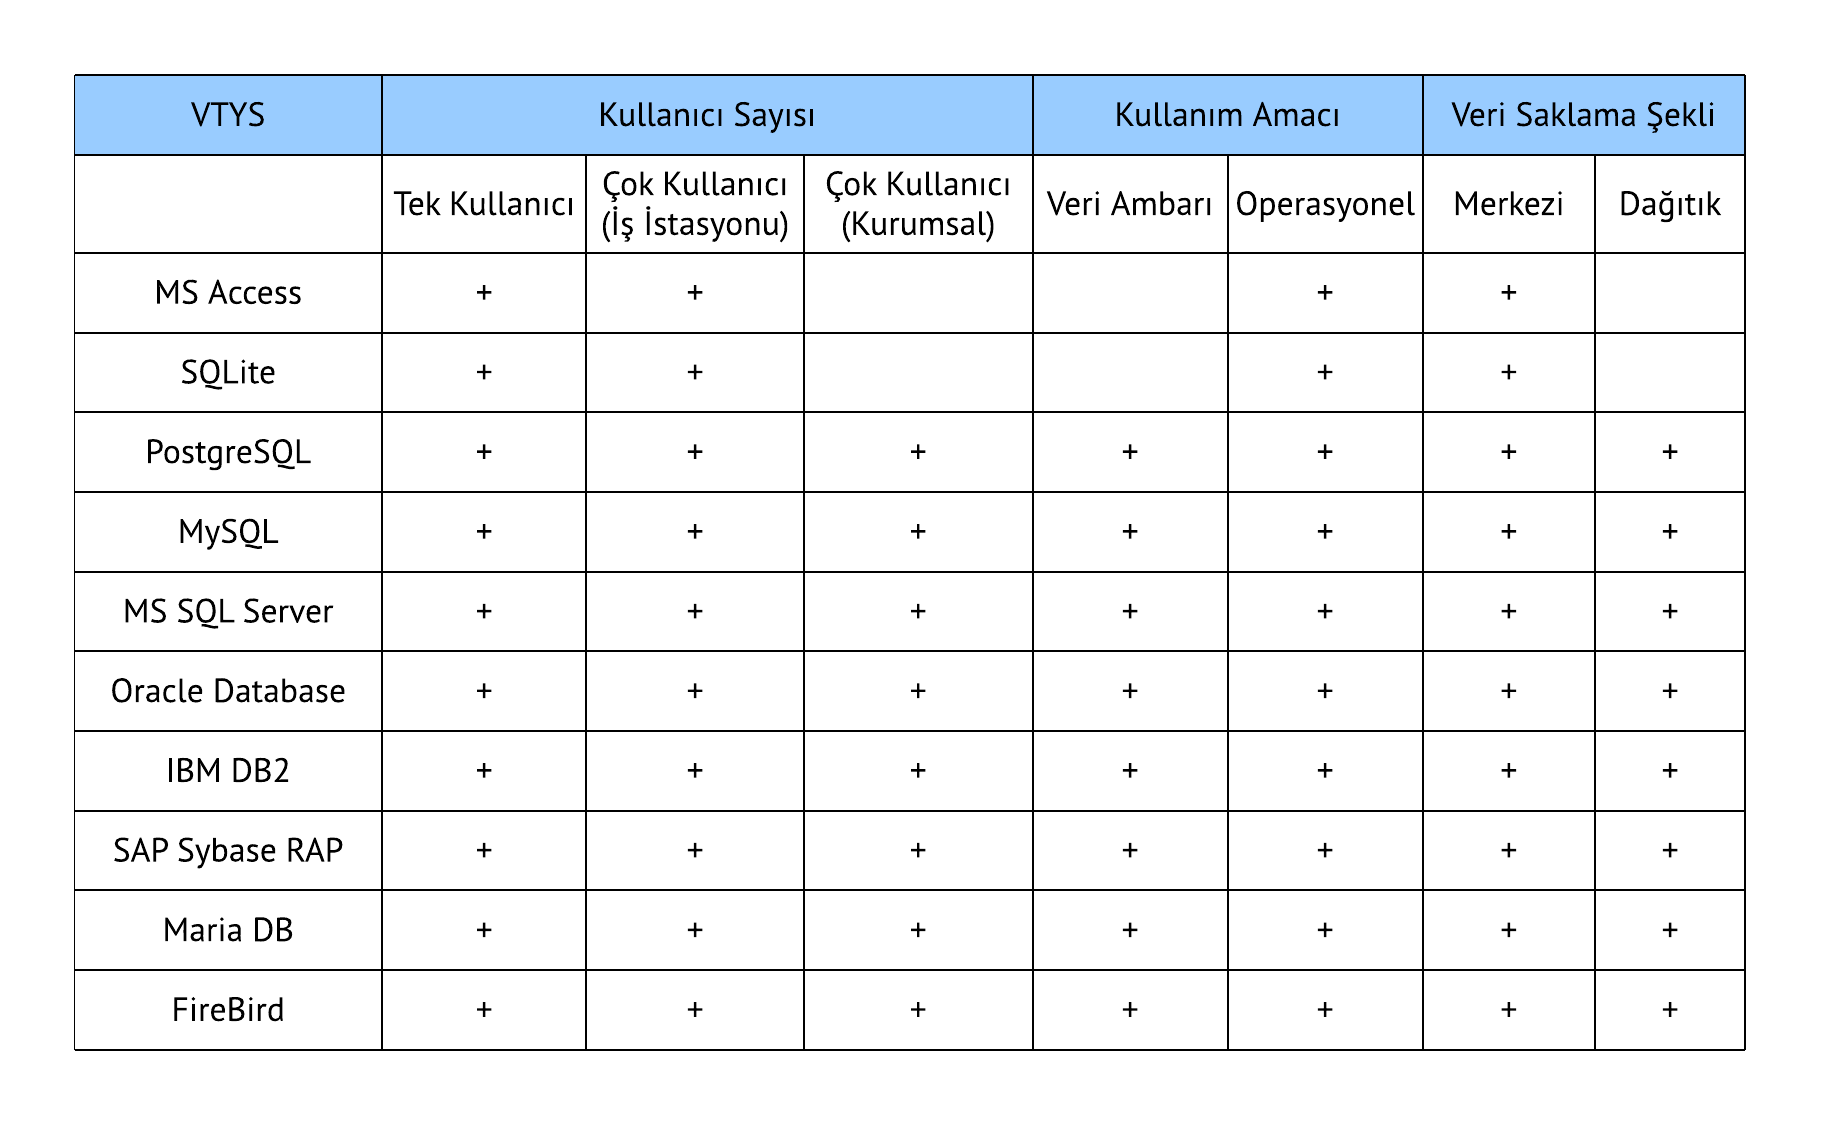 VTYS Kullanıcı Sayısı Kullanım Amacı Veri Saklama Şekli
Tek Kullanıcı Çok Kullanıcı (İş İstasyonu) Çok Kullanıcı (Kurumsal) Veri Ambarı Operasyonel Merkezi Dağıtık
MS Access + + + +
SQLite + + + +
PostgreSQL + + + + + + +
MySQL + + + + + + +
MS SQL Server + + + + + + +
Oracle Database + + + + + + +
IBM DB2 + + + + + + +
SAP Sybase RAP + + + + + + +
Maria DB + + + + + + +
FireBird + + + + + + +